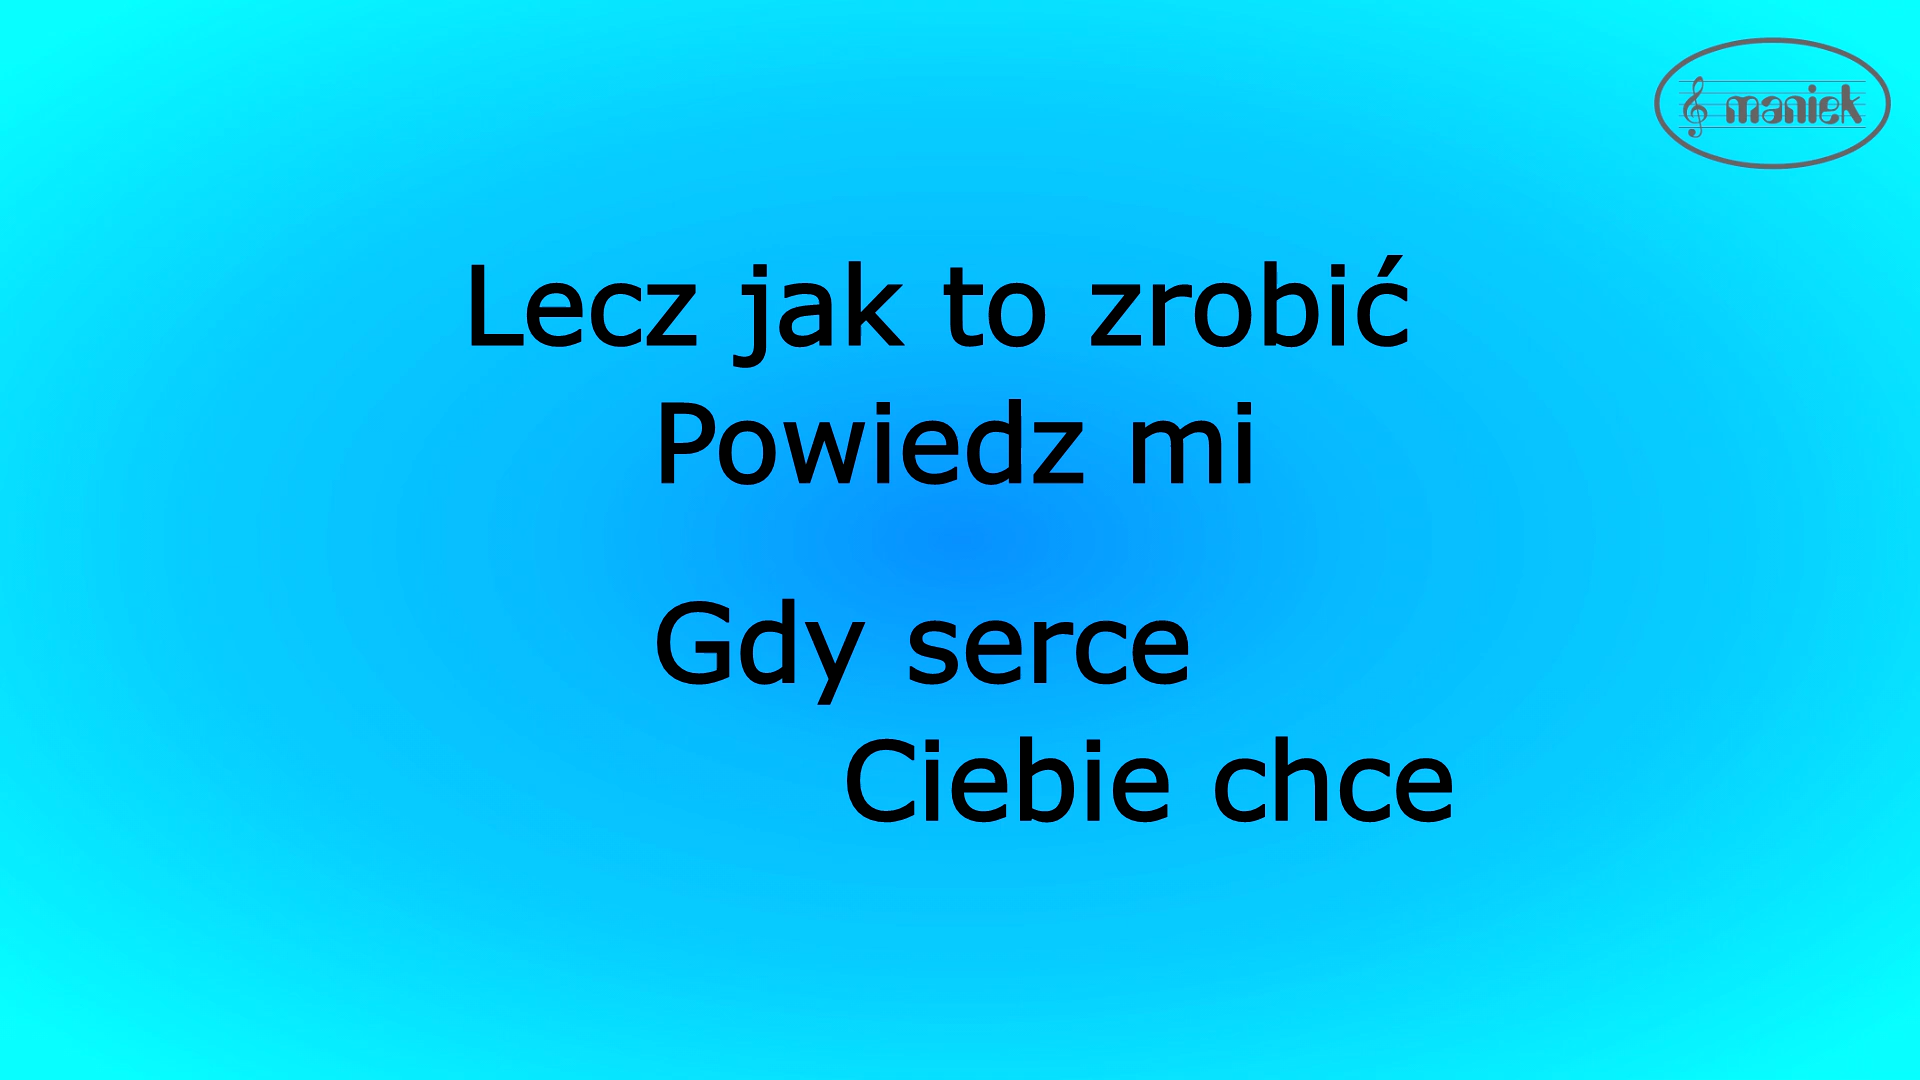 maniek
Lecz jak to zrobić
Powiedz mi
Gdy serce
Ciebie chce